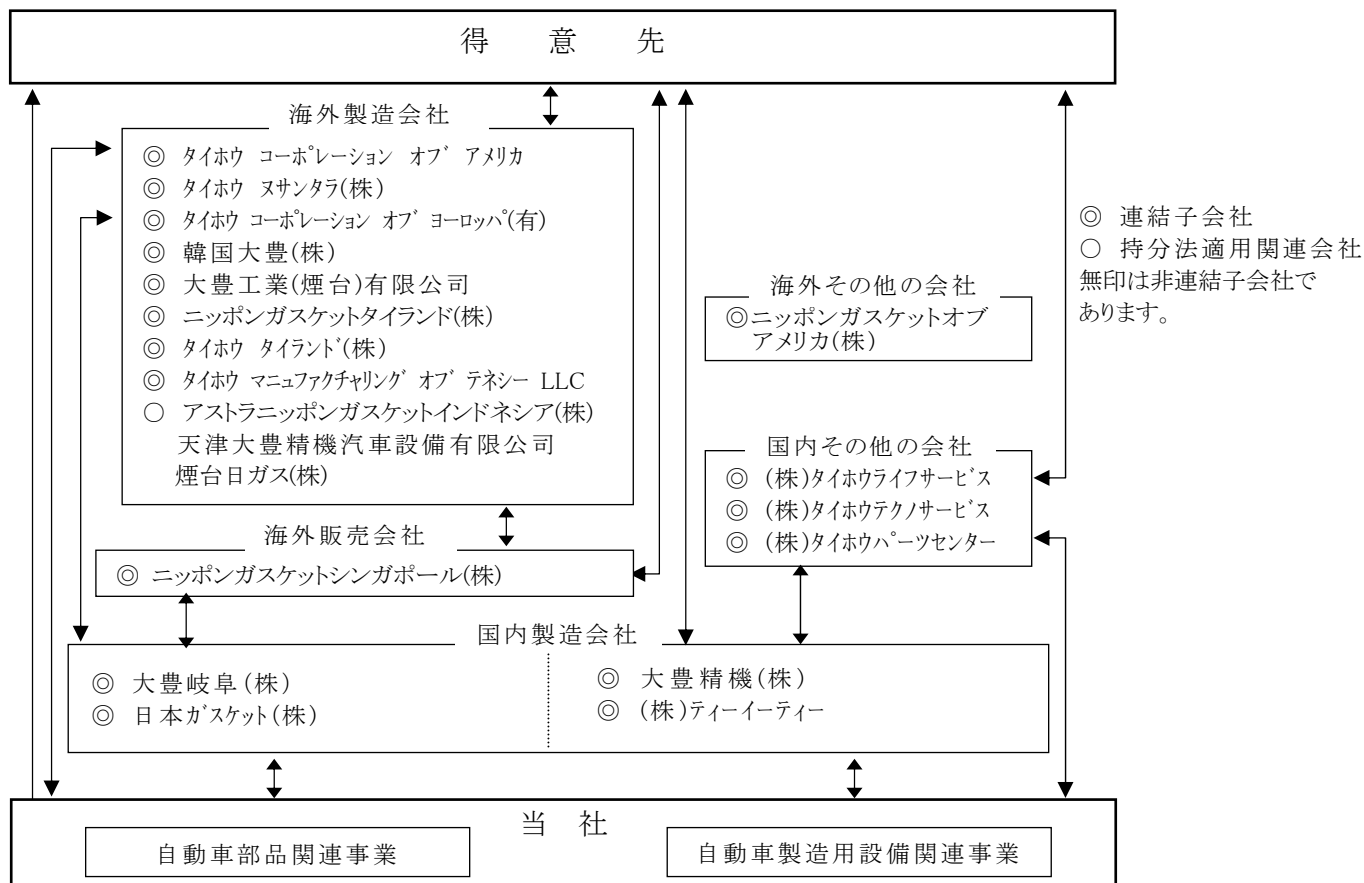 得意先
海外製造会社
◎ タイホウ コーポレーション オブ アメリカ
◎ タイホウ ヌサンタラ(株)
◎ タイホウ コーポレーション オブ ヨーロッパ(有)
◎ 韓国大豊(株)
◎ 大豊工業(煙台)有限公司
◎ ニッポンガスケットタイランド(株)
◎ タイホウ タイランド(株)
◎ タイホウ マニュファクチャリング オブ テネシー LLC
○ アストラニッポンガスケットインドネシア(株)
天津大豊精機汽車設備有限公司
煙台日ガス(株)
◎ 連結子会社
○ 持分法適用関連会社
無印は非連結子会社で
あります。
海外その他の会社
◎ニッポンガスケットオブ
アメリカ(株)
国内その他の会社
◎ (株)タイホウライフサービス
◎ (株)タイホウテクノサービス
◎ (株)タイホウパーツセンター
海外販売会社
◎ ニッポンガスケットシンガポール(株)
国内製造会社
◎ 大豊岐阜(株)
◎ 日本ガスケット(株)
◎ 大豊精機(株)
◎ (株)ティーイーティー
当社
自動車部品関連事業
自動車製造用設備関連事業